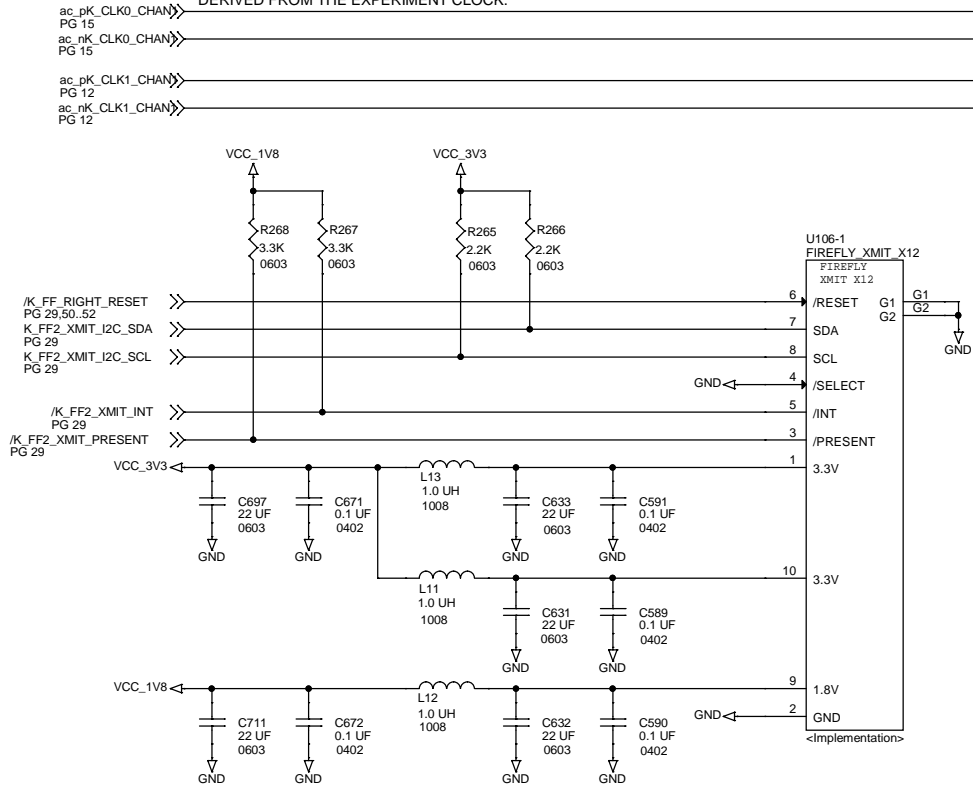 DERIVED FROM THE EXPERIMENT CLOCK.
ac_pK_CLK0_CHAN1
PG 15
ac_nK_CLK0_CHAN1
PG 15
ac_pK_CLK1_CHAN1
PG 12
ac_nK_CLK1_CHAN1
PG 12
VCC_1V8
VCC_3V3
R268
3.3K
0603
R267
3.3K
0603
R265
2.2K
0603
R266
2.2K
0603
U106-1
FIREFLY_XMIT_X12
FIREFLY
XMIT X12
/K_FF_RIGHT_RESET
PG 29,50..52
6
/RESET
G1
G1
G2
G2
GND
K_FF2_XMIT_I2C_SDA
PG 29
7
SDA
K_FF2_XMIT_I2C_SCL
PG 29
8
SCL
GND
4
/SELECT
/K_FF2_XMIT_INT
PG 29
5
/INT
/K_FF2_XMIT_PRESENT
PG 29
3
/PRESENT
VCC_3V3
1
3.3V
L13
1.0 UH
1008
C697
22 UF
0603
GND
C671
0.1 UF
0402
GND
C633
22 UF
0603
GND
C591
0.1 UF
0402
GND
10
3.3V
L11
1.0 UH
1008
C631
22 UF
0603
GND
C589
0.1 UF
0402
GND
VCC_1V8
9
1.8V
L12
1.0 UH
1008
GND
2
GND
<Implementation>
C711
22 UF
0603
GND
C672
0.1 UF
0402
GND
C632
22 UF
0603
GND
C590
0.1 UF
0402
GND